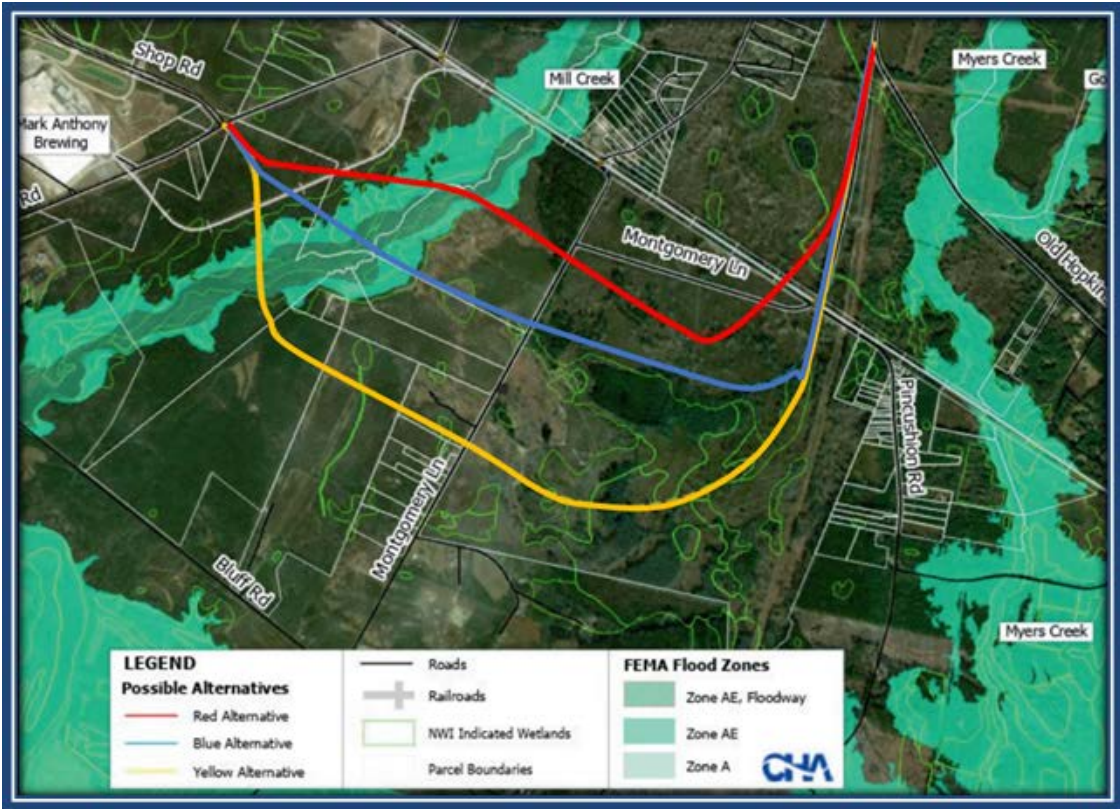 Shop Rd
Mark Anthony
Brewing
Rd
Mill Creek
Myers Creek
Go
Montgomery Ln
Old Hopkins
Pincushion Rd
Montgomery Ln
Bluff Rd
Myers Creek
LEGEND
Possible Alternatives
Red Alternative
Blue Alternative
Yellow Alternative
Roads
Railroads
NWI Indicated Wetlands
Parcel Boundaries
FEMA Flood Zones
Zone AE, Floodway
Zone AE
Zone A
CHA